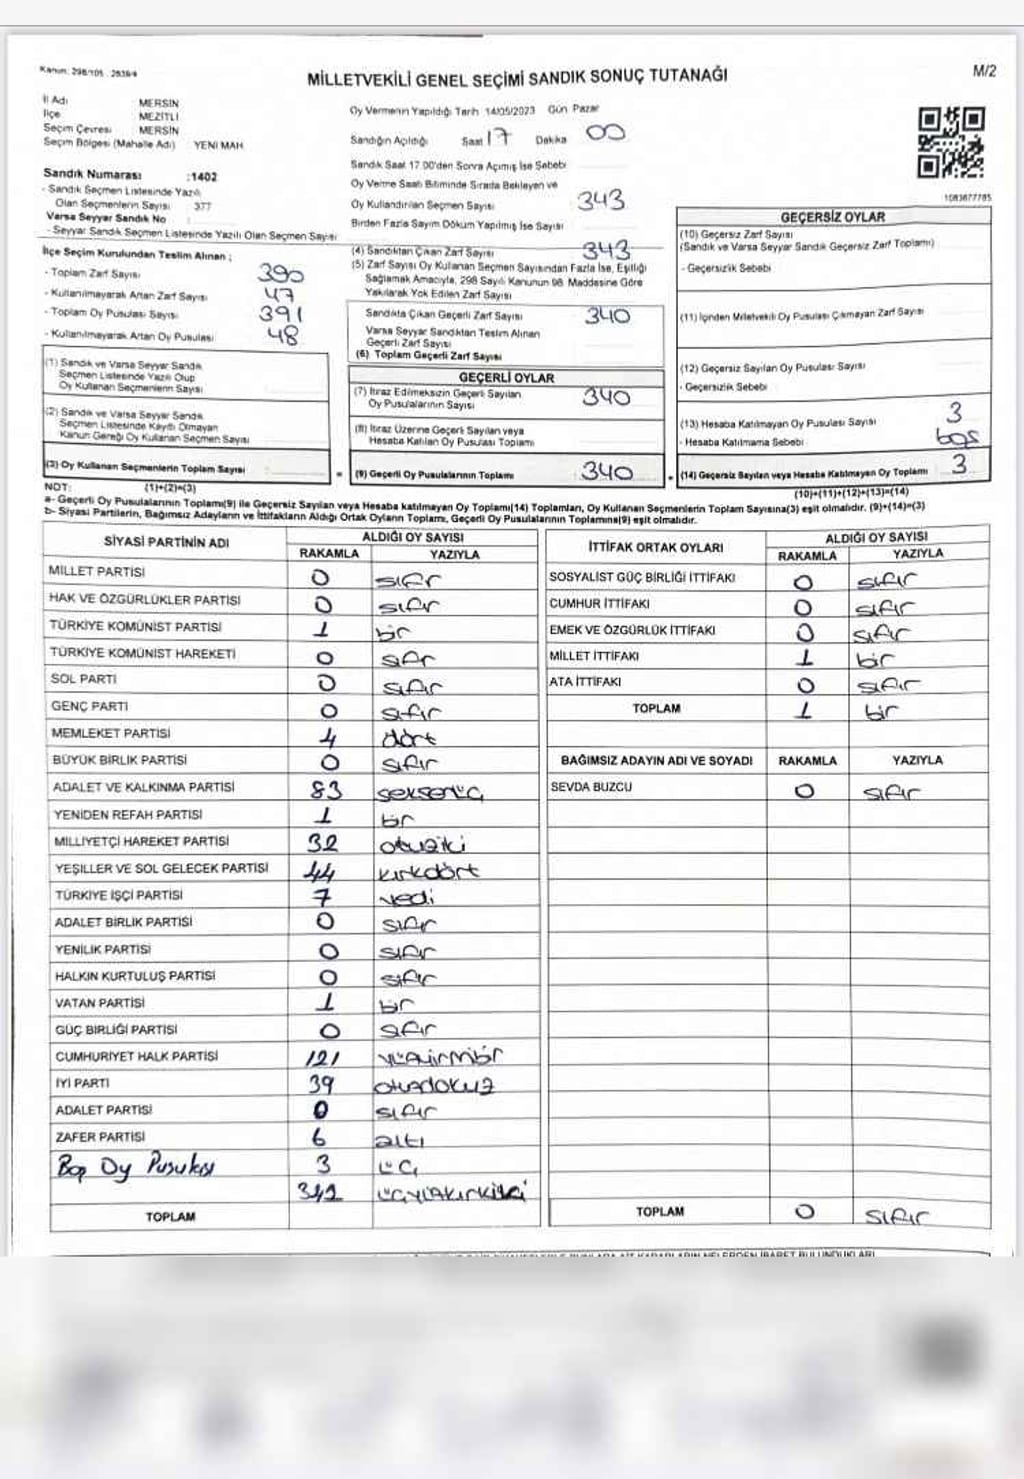 Kanun: 298/105 - 2839/4
MİLLETVEKİLİ GENEL SEÇİMİ SANDIK SONUÇ TUTANAĞI
M/2
İl Adı MERSİN
İlçe MEZİTLİ
Seçim Çevresi MERSİN
Seçim Bölgesi (Mahalle Adı) : YENİ MAH.
Sandık Numarası :1402
- Sandık Seçmen Listesinde Yazılı
Olan Seçmenlerin Sayısı : 377
Varsa Seyyar Sandık No :
- Seyyar Sandık Seçmen Listesinde Yazılı Olan Seçmen Sayısı
İlçe Seçim Kurulundan Teslim Alınan ;
- Toplam Zarf Sayısı 390
- Kullanılmayarak Artan Zarf Sayısı 47
- Toplam Oy Pusulası Sayısı 391
- Kullanılmayarak Artan Oy Pusulası 48
(1) Sandık ve Varsa Seyyar Sandık
Seçmen Listesinde Yazılı Olup
Oy Kullanan Seçmenlerin Sayısı
(2) Sandık ve Varsa Seyyar Sandık
Seçmen Listesinde Kayıtlı Olmayan
Kanun Gereği Oy Kullanan Seçmen Sayısı
(3) Oy Kullanan Seçmenlerin Toplam Sayısı
(1)+(2)=(3)
Oy Vermenin Yapıldığı Tarih 14/05/2023 Gün Pazar
Sandığın Açıldığı Saat 17 Dakika 00
Sandık Saat 17.00'den Sonra Açılmış İse Sebebi
Oy Verme Saati Bitiminde Sırada Bekleyen ve
Oy Kullandırılan Seçmen Sayısı 343
Birden Fazla Sayım Döküm Yapılmış İse Sayısı
(4) Sandıktan Çıkan Zarf Sayısı 343
(5) Zarf Sayısı Oy Kullanan Seçmen Sayısından Fazla İse, Eşitliği
Sağlamak Amacıyla, 298 Sayılı Kanunun 98. Maddesine Göre
Yakılarak Yok Edilen Zarf Sayısı
Sandıkta Çıkan Geçerli Zarf Sayısı 340
Varsa Seyyar Sandıktan Teslim Alınan
Geçerli Zarf Sayısı
(6) Toplam Geçerli Zarf Sayısı
GEÇERLİ OYLAR
(7) İtiraz Edilmeksizin Geçerli Sayılan
Oy Pusulalarının Sayısı 340
(8) İtiraz Üzerine Geçerli Sayılan veya
Hesaba Katılan Oy Pusulası Toplamı
= (9) Geçerli Oy Pusulalarının Toplamı 340
1083877785
GEÇERSİZ OYLAR
(10) Geçersiz Zarf Sayısı
(Sandık ve Varsa Seyyar Sandık Geçersiz Zarf Toplamı)
- Geçersizlik Sebebi
(11) İçinden Milletvekili Oy Pusulası Çıkmayan Zarf Sayısı
(12) Geçersiz Sayılan Oy Pusulası Sayısı
- Geçersizlik Sebebi
(13) Hesaba Katılmayan Oy Pusulası Sayısı 3
- Hesaba Katılmama Sebebi boş
+ (14) Geçersiz Sayılan veya Hesaba Katılmayan Oy Toplamı 3
(10)+(11)+(12)+(13)=(14)
NOT:
a- Geçerli Oy Pusulalarının Toplamı(9) ile Geçersiz Sayılan veya Hesaba katılmayan Oy Toplamı(14) Toplamları, Oy Kullanan Seçmenlerin Toplam Sayısına(3) eşit olmalıdır. (9)+(14)=(3)
b- Siyasi Partilerin, Bağımsız Adayların ve İttifakların Aldığı Ortak Oyların Toplamı, Geçerli Oy Pusulalarının Toplamına(9) eşit olmalıdır.
SİYASİ PARTİNİN ADI ALDIĞI OY SAYISI
RAKAMLA YAZIYLA
MİLLET PARTİSİ 0 sıfır
HAK VE ÖZGÜRLÜKLER PARTİSİ 0 sıfır
TÜRKİYE KOMÜNİST PARTİSİ 1 bir
TÜRKİYE KOMÜNİST HAREKETİ 0 sıfır
SOL PARTİ 0 sıfır
GENÇ PARTİ 0 sıfır
MEMLEKET PARTİSİ 4 dört
BÜYÜK BİRLİK PARTİSİ 0 sıfır
ADALET VE KALKINMA PARTİSİ 83 seksenüç
YENİDEN REFAH PARTİSİ 1 bir
MİLLİYETÇİ HAREKET PARTİSİ 32 otuziki
YEŞİLLER VE SOL GELECEK PARTİSİ 44 kırkdört
TÜRKİYE İŞÇİ PARTİSİ 7 yedi
ADALET BİRLİK PARTİSİ 0 sıfır
YENİLİK PARTİSİ 0 sıfır
HALKIN KURTULUŞ PARTİSİ 0 sıfır
VATAN PARTİSİ 1 bir
GÜÇ BİRLİĞİ PARTİSİ 0 sıfır
CUMHURİYET HALK PARTİSİ 121 yüzyirmibir
İYİ PARTİ 39 otuzdokuz
ADALET PARTİSİ 0 sıfır
ZAFER PARTİSİ 6 altı
Boş Oy Pusulası 3 üç
342 üçyüzkırkiki
TOPLAM
İTTİFAK ORTAK OYLARI ALDIĞI OY SAYISI
RAKAMLA YAZIYLA
SOSYALİST GÜÇ BİRLİĞİ İTTİFAKI 0 sıfır
CUMHUR İTTİFAKI 0 sıfır
EMEK VE ÖZGÜRLÜK İTTİFAKI 0 sıfır
MİLLET İTTİFAKI 1 bir
ATA İTTİFAKI 0 sıfır
TOPLAM 1 bir
BAĞIMSIZ ADAYIN ADI VE SOYADI RAKAMLA YAZIYLA
SEVDA BUZCU 0 sıfır
TOPLAM 0 sıfır